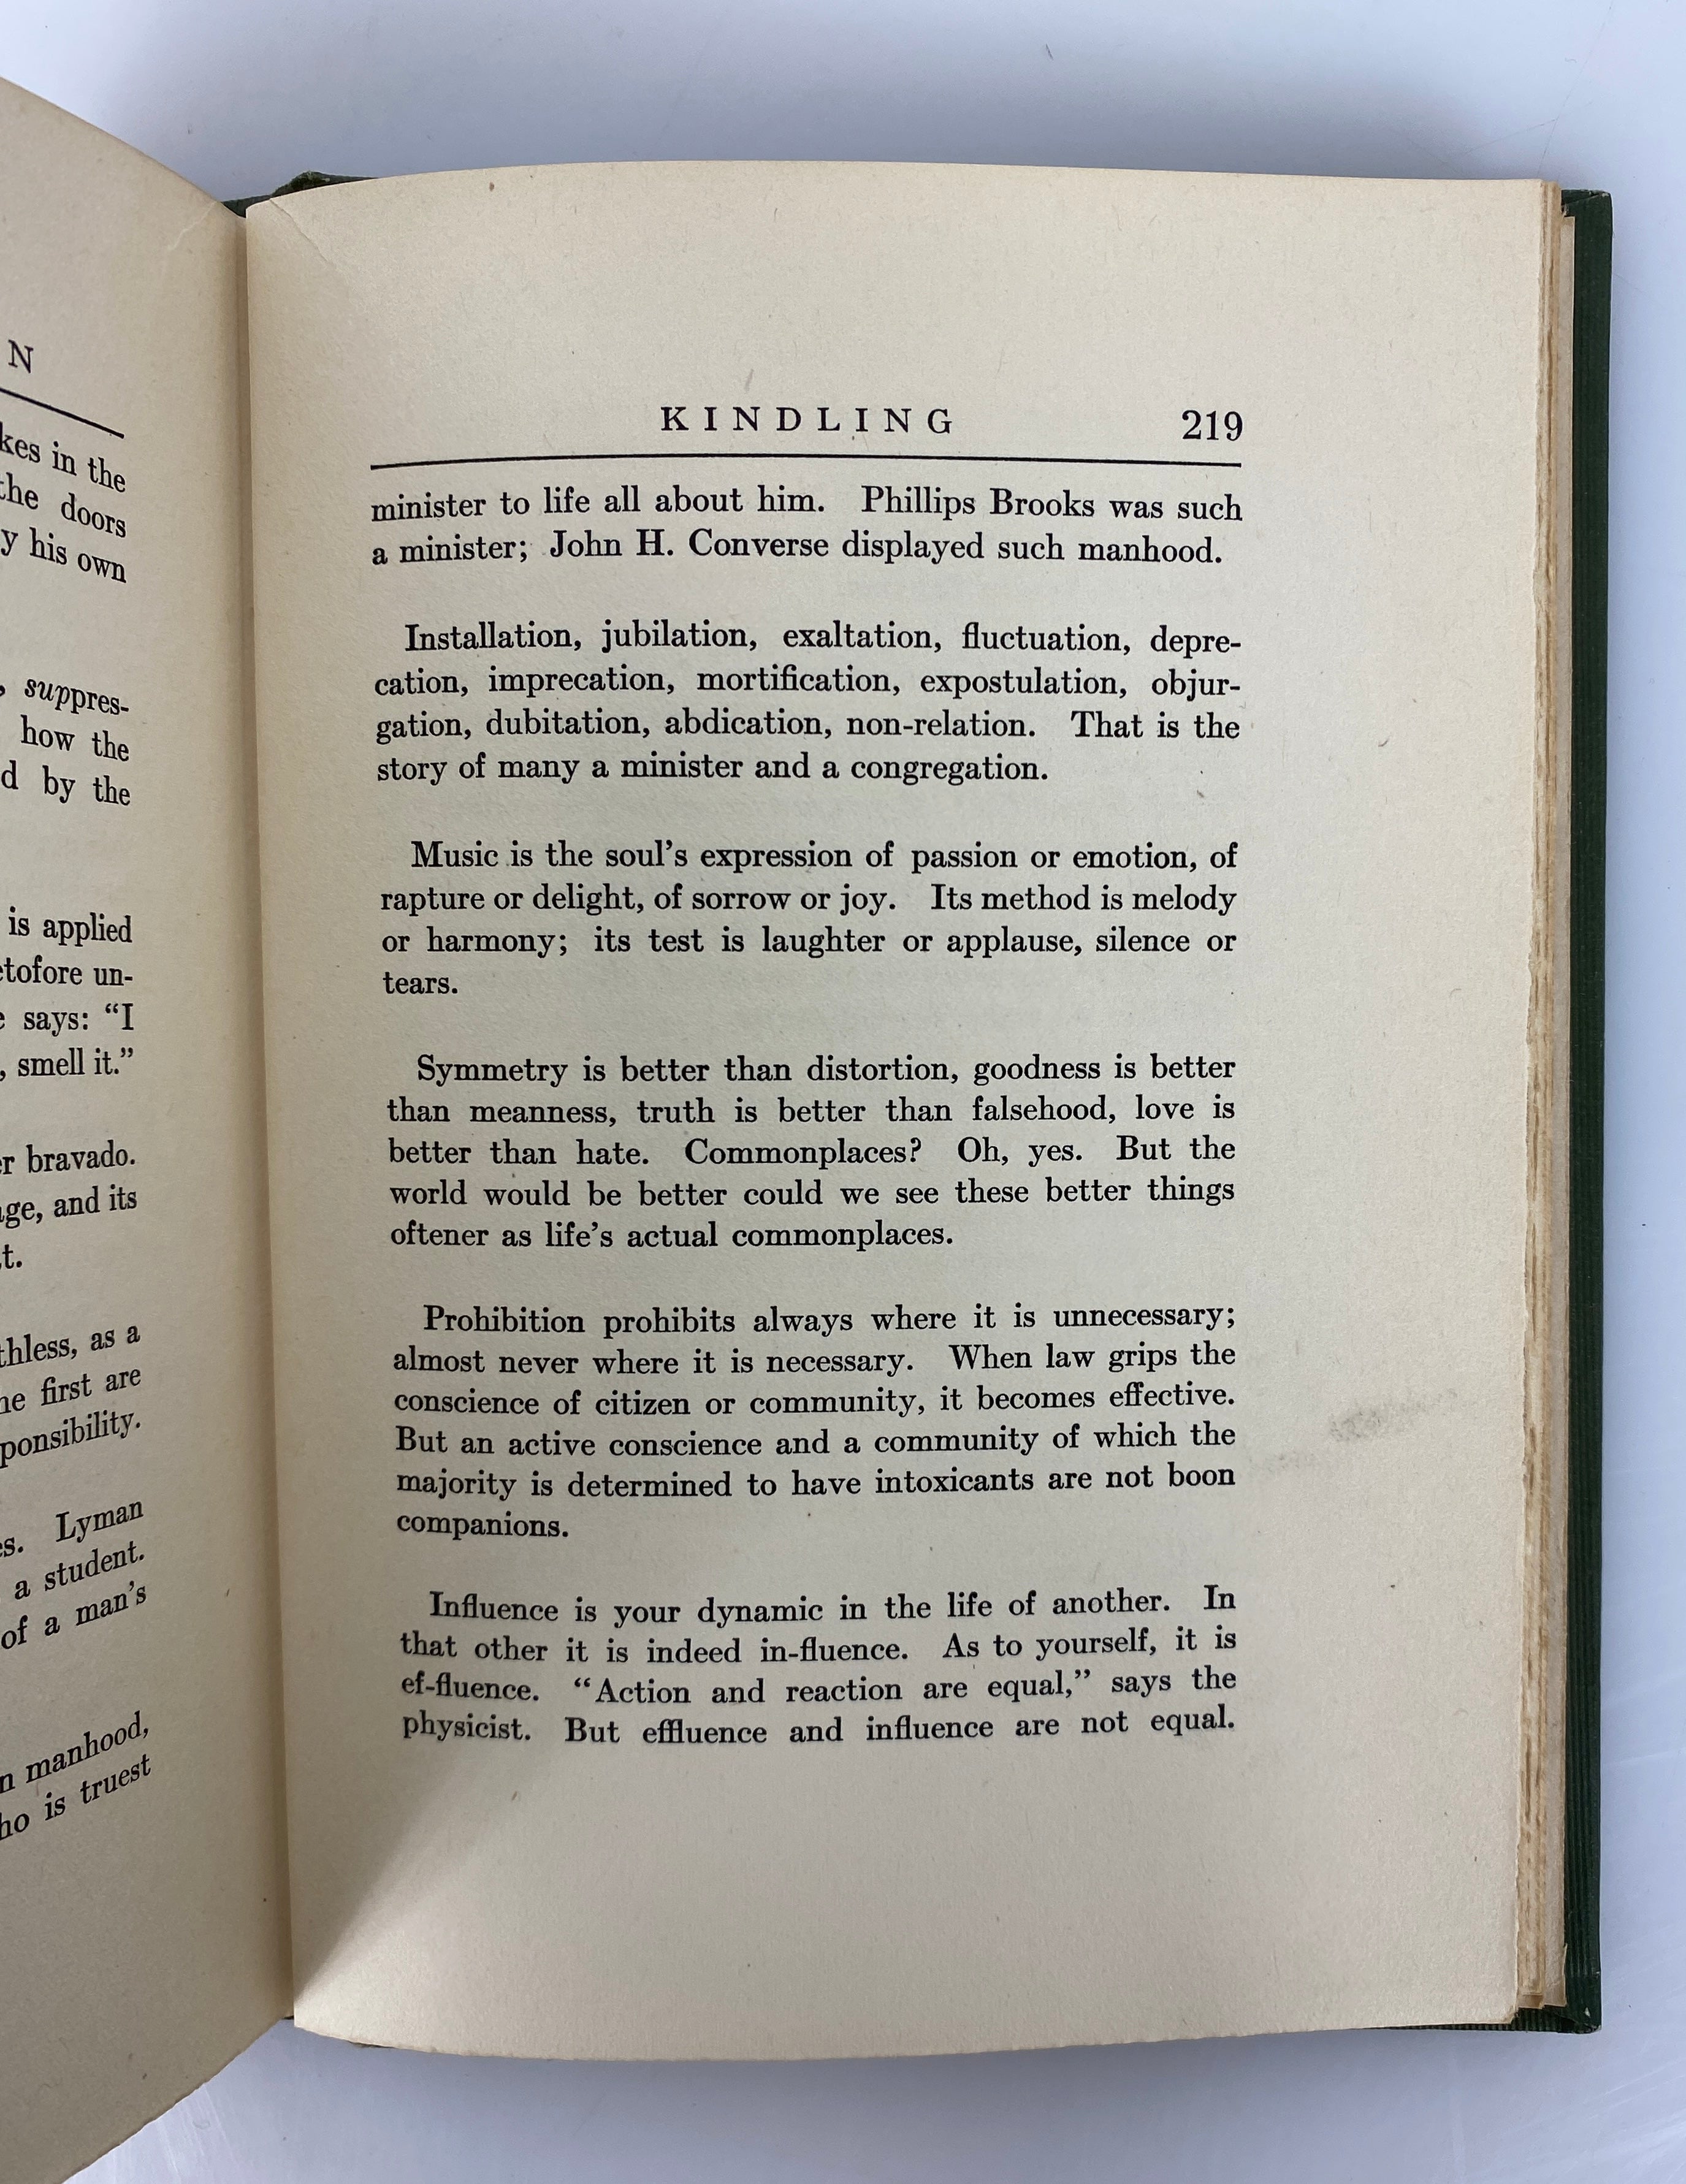 N
kes in the
the doors
y his own
, suppres-
how the
d by the
is applied
etofore un-
says: “I
, smell it.”
bravado.
age, and its
t.
thless, as a
first are
ponsibility.
es. Lyman
a student.
of a man’s
n manhood,
ho is truest
KINDLING 219
minister to life all about him. Phillips Brooks was such
a minister; John H. Converse displayed such manhood.
Installation, jubilation, exaltation, fluctuation, depre-
cation, imprecation, mortification, expostulation, objur-
gation, dubitation, abdication, non-relation. That is the
story of many a minister and a congregation.
Music is the soul’s expression of passion or emotion, of
rapture or delight, of sorrow or joy. Its method is melody
or harmony; its test is laughter or applause, silence or
tears.
Symmetry is better than distortion, goodness is better
than meanness, truth is better than falsehood, love is
better than hate. Commonplaces? Oh, yes. But the
world would be better could we see these better things
oftener as life’s actual commonplaces.
Prohibition prohibits always where it is unnecessary;
almost never where it is necessary. When law grips the
conscience of citizen or community, it becomes effective.
But an active conscience and a community of which the
majority is determined to have intoxicants are not boon
companions.
Influence is your dynamic in the life of another. In
that other it is indeed in-fluence. As to yourself, it is
ef-fluence. “Action and reaction are equal,” says the
physicist. But effluence and influence are not equal.